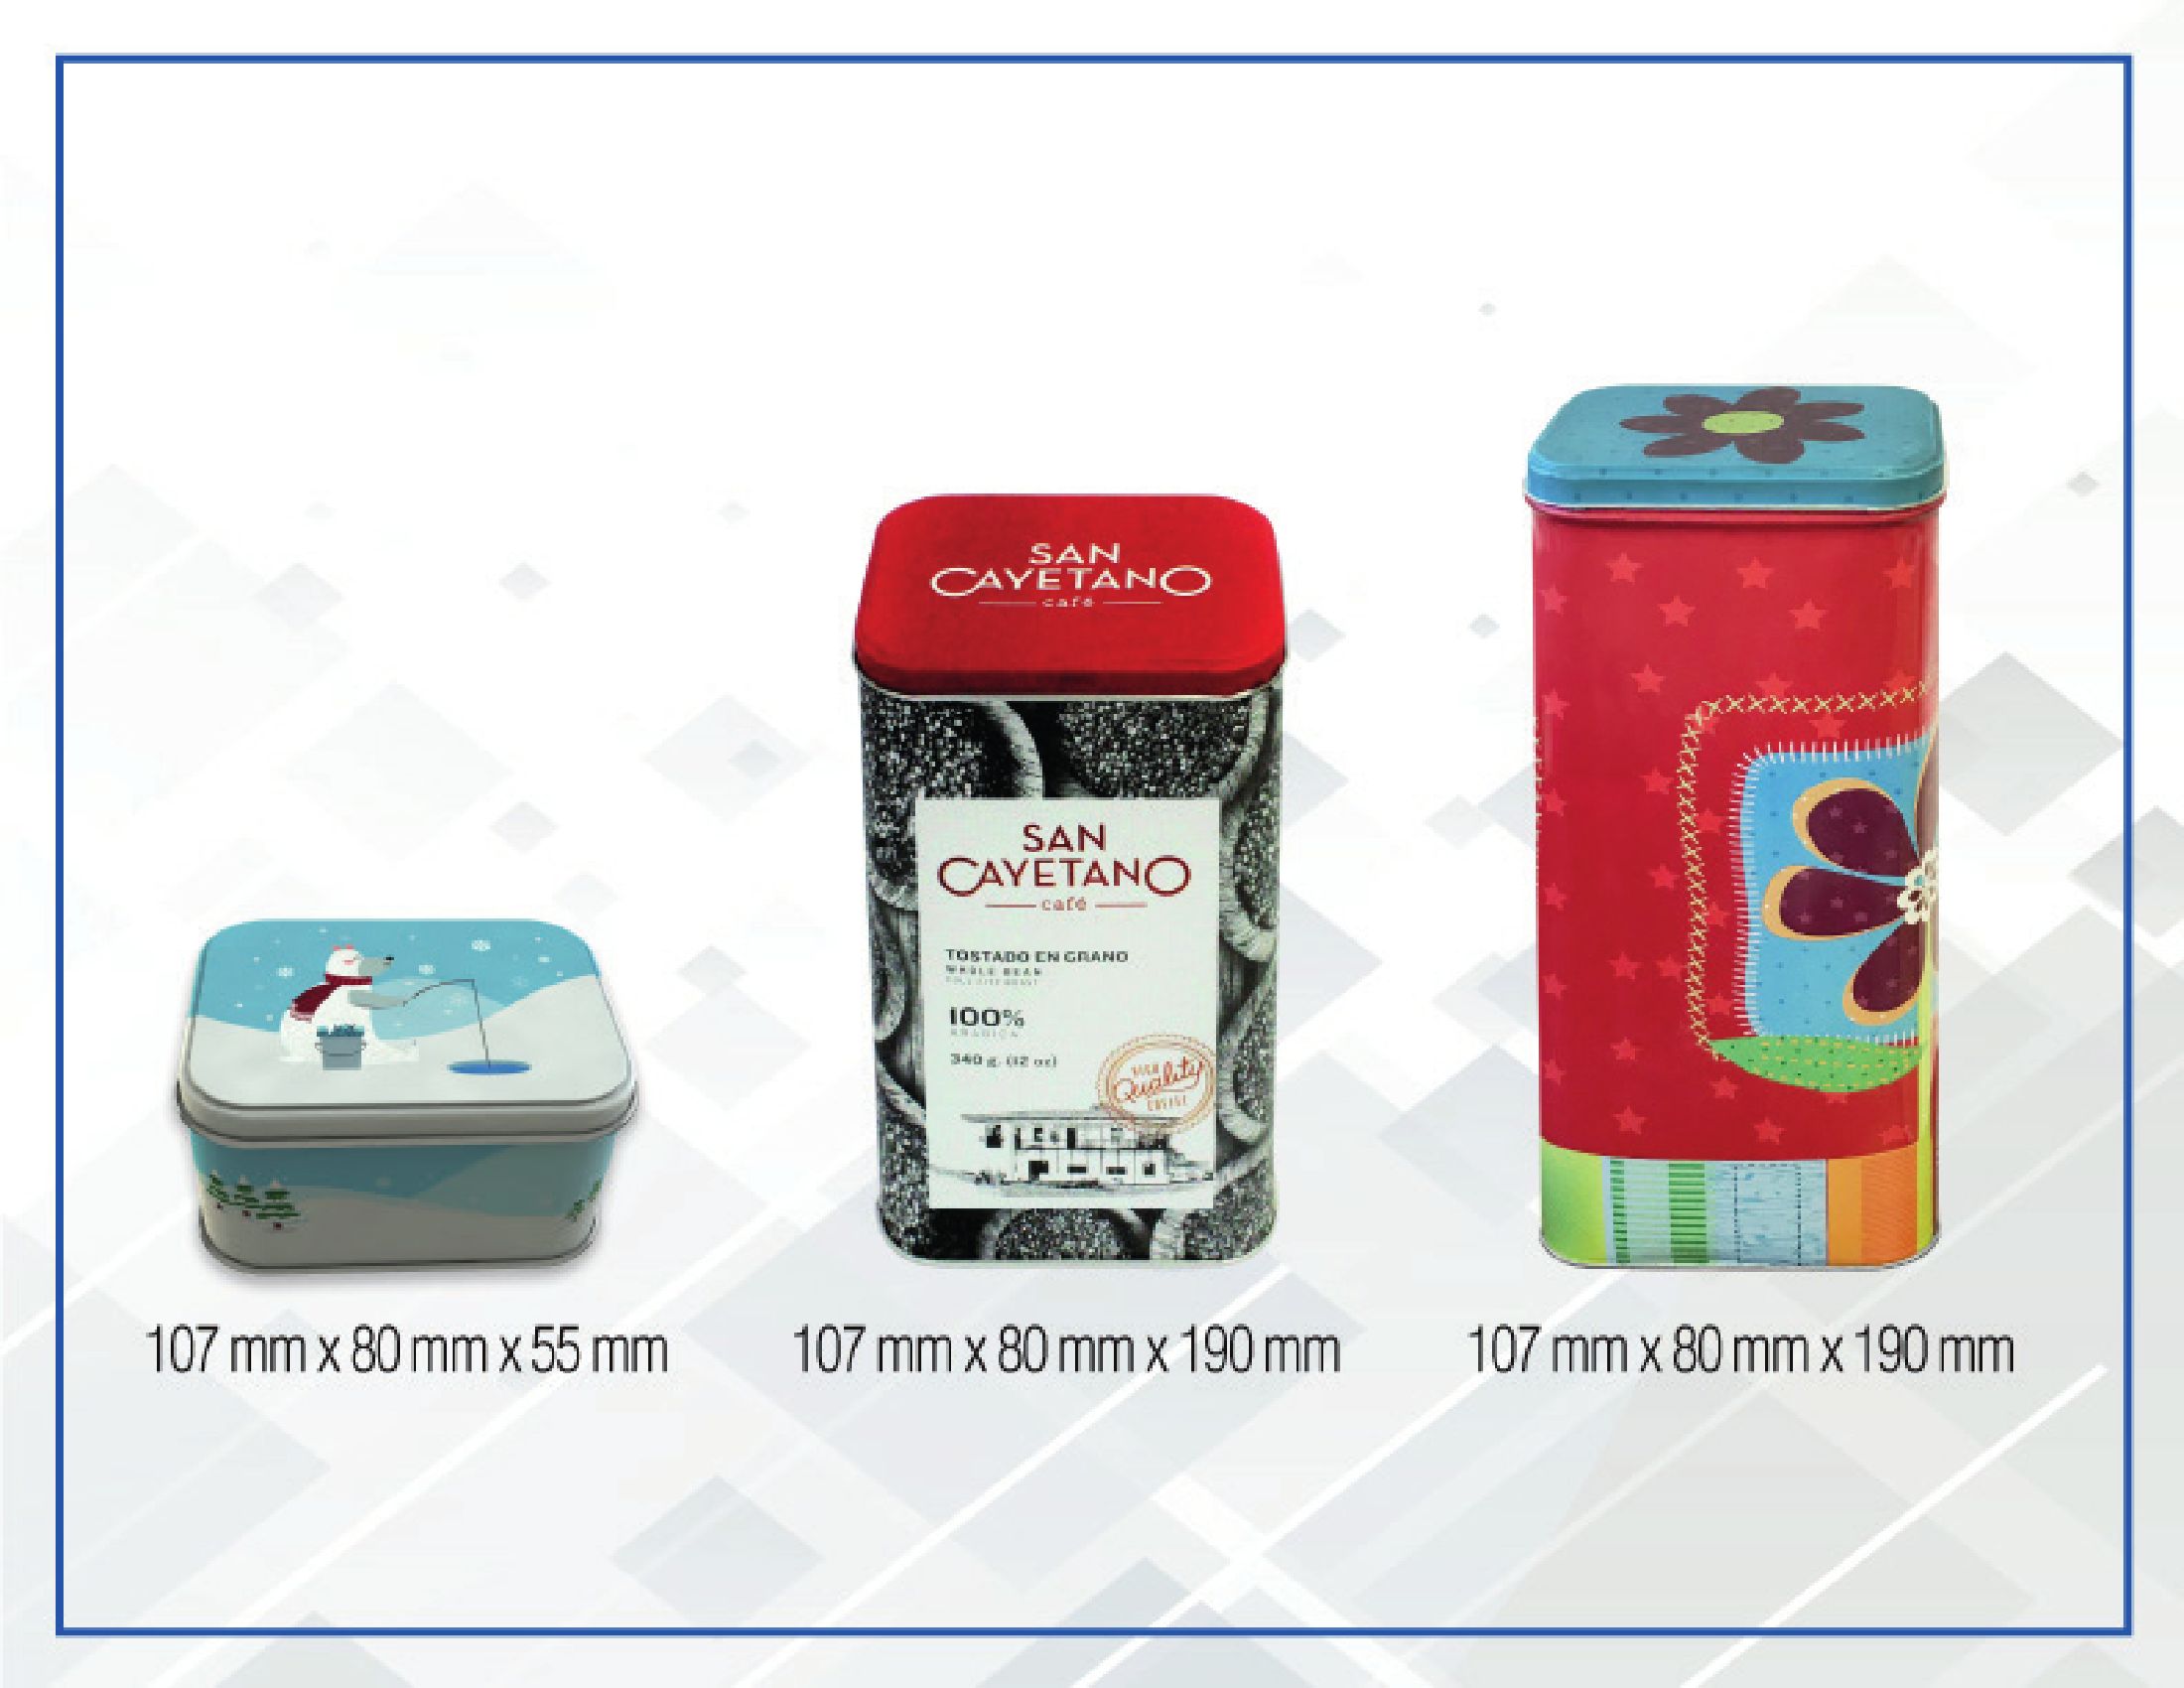 SAN
CAYETANO
café
SAN
CAYETANO
café
TOSTADO EN GRANO
WHOLE BEAN
100%
ARABICA
340 g. (12 oz)
Quality
107 mm x 80 mm x 55 mm
107 mm x 80 mm x 190 mm
107 mm x 80 mm x 190 mm